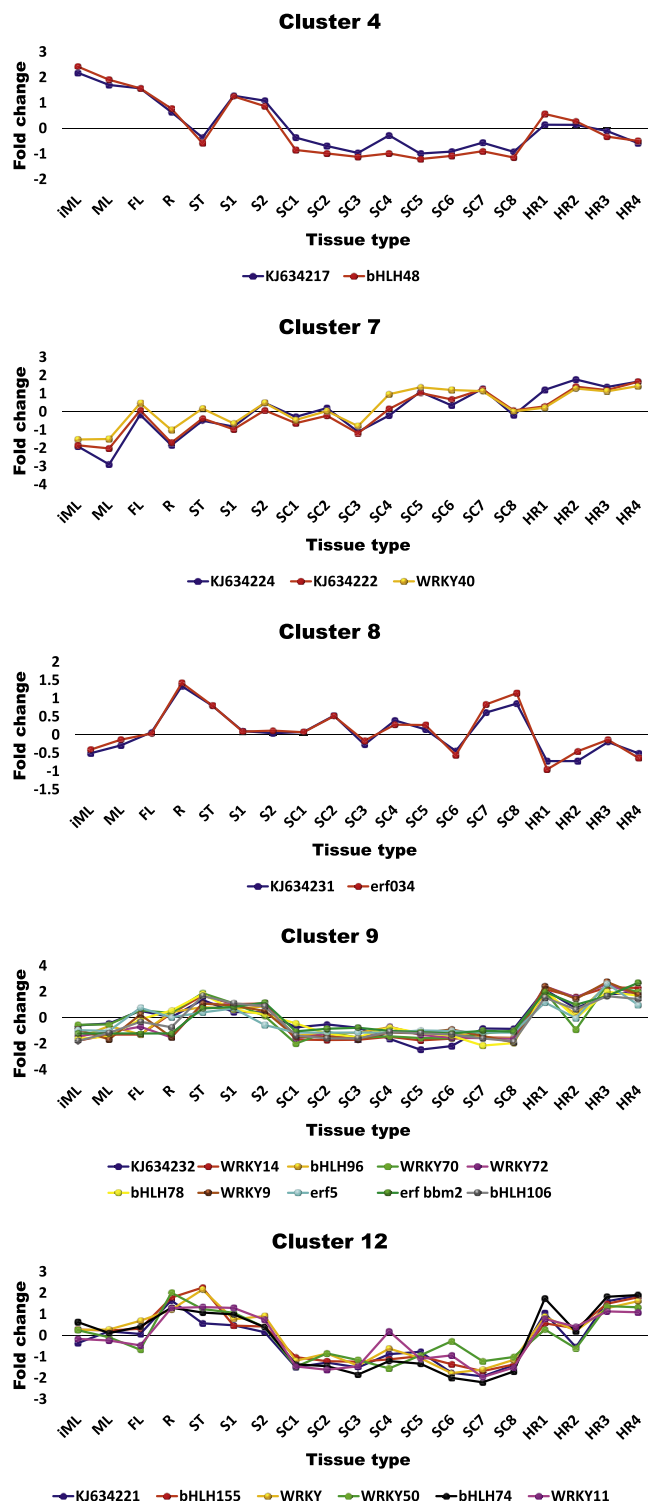 Cluster 4
3
2
1
0
-1
-2
Fold change
iML ML FL R ST S1 S2 SC1 SC2 SC3 SC4 SC5 SC6 SC7 SC8 HR1 HR2 HR3 HR4
Tissue type
KJ634217 bHLH48
Cluster 7
3
2
1
0
-1
-2
-3
-4
Fold change
iML ML FL R ST S1 S2 SC1 SC2 SC3 SC4 SC5 SC6 SC7 SC8 HR1 HR2 HR3 HR4
Tissue type
KJ634224 KJ634222 WRKY40
Cluster 8
2
1.5
1
0.5
0
-0.5
-1
-1.5
Fold change
iML ML FL R ST S1 S2 SC1 SC2 SC3 SC4 SC5 SC6 SC7 SC8 HR1 HR2 HR3 HR4
Tissue type
KJ634231 erf034
Cluster 9
4
2
0
-2
-4
Fold change
iML ML FL R ST S1 S2 SC1 SC2 SC3 SC4 SC5 SC6 SC7 SC8 HR1 HR2 HR3 HR4
Tissue type
KJ634232 WRKY14 bHLH96 WRKY70 WRKY72
bHLH78 WRKY9 erf5 erf bbm2 bHLH106
Cluster 12
3
2
1
0
-1
-2
-3
Fold change
iML ML FL R ST S1 S2 SC1 SC2 SC3 SC4 SC5 SC6 SC7 SC8 HR1 HR2 HR3 HR4
Tissue type
KJ634221 bHLH155 WRKY WRKY50 bHLH74 WRKY11